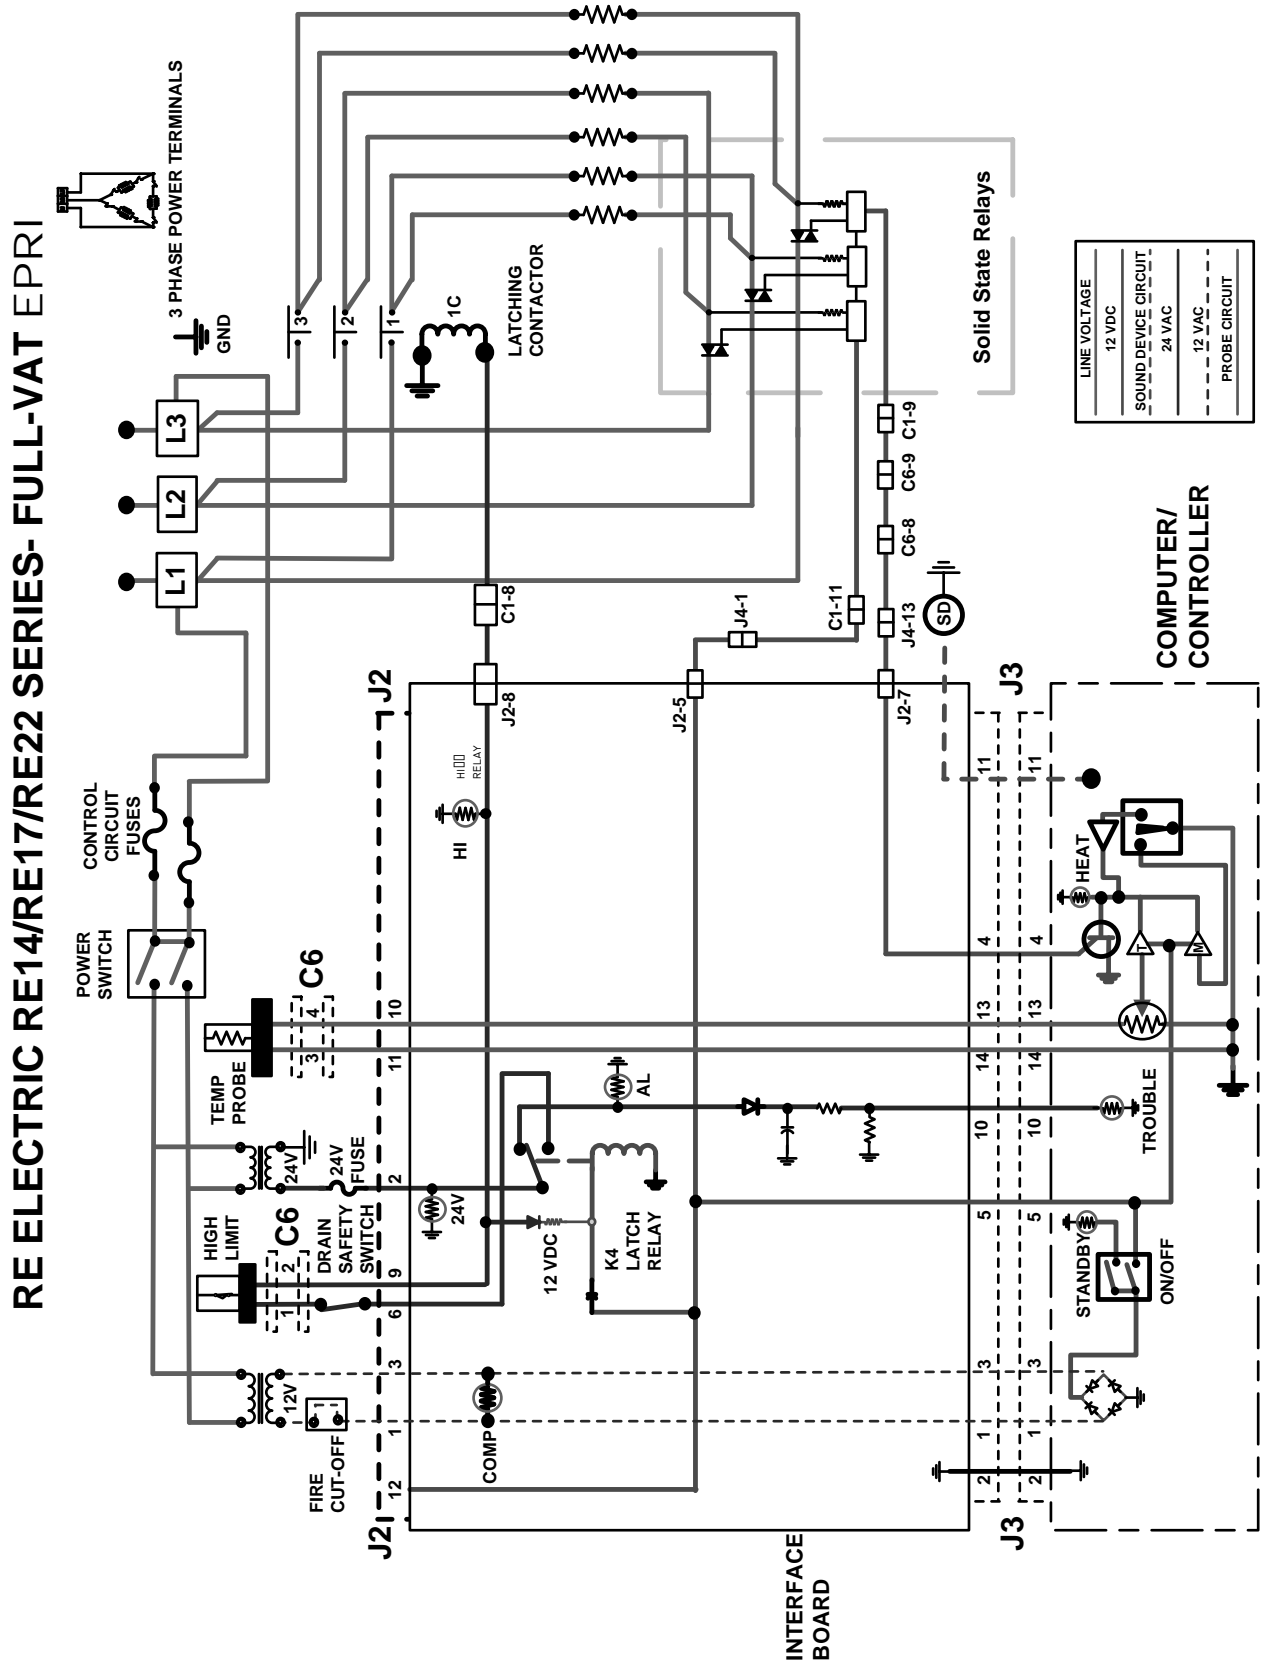 RE ELECTRIC RE14/RE17/RE22 SERIES- FULL-VAT EPRI
3 PHASE POWER TERMINALS
GND
L1
L2
L3
CONTROL
CIRCUIT
FUSES
POWER
SWITCH
TEMP
PROBE
C6
3
4
24V
24V
FUSE
HIGH
LIMIT
C6
1
2
DRAIN
SAFETY
SWITCH
12V
FIRE
CUT-OFF
3
2
1
1C
LATCHING
CONTACTOR
Solid State Relays
J2
J2
12
1
3
6
9
2
11
10
C1-8
J2-8
HI
RELAY
HI
24V
12 VDC
K4
LATCH
RELAY
AL
COMP
J2-5
J4-1
C1-11
J2-7
J4-13
C6-8
C6-9
C1-9
SD
INTERFACE
BOARD
J3
J3
2
1
3
5
10
14
13
4
11
2
1
3
5
10
14
13
4
11
STANDBY
ON/OFF
TROUBLE
HEAT
T
M
COMPUTER/
CONTROLLER
LINE VOLTAGE
12 VDC
SOUND DEVICE CIRCUIT
24 VAC
12 VAC
PROBE CIRCUIT